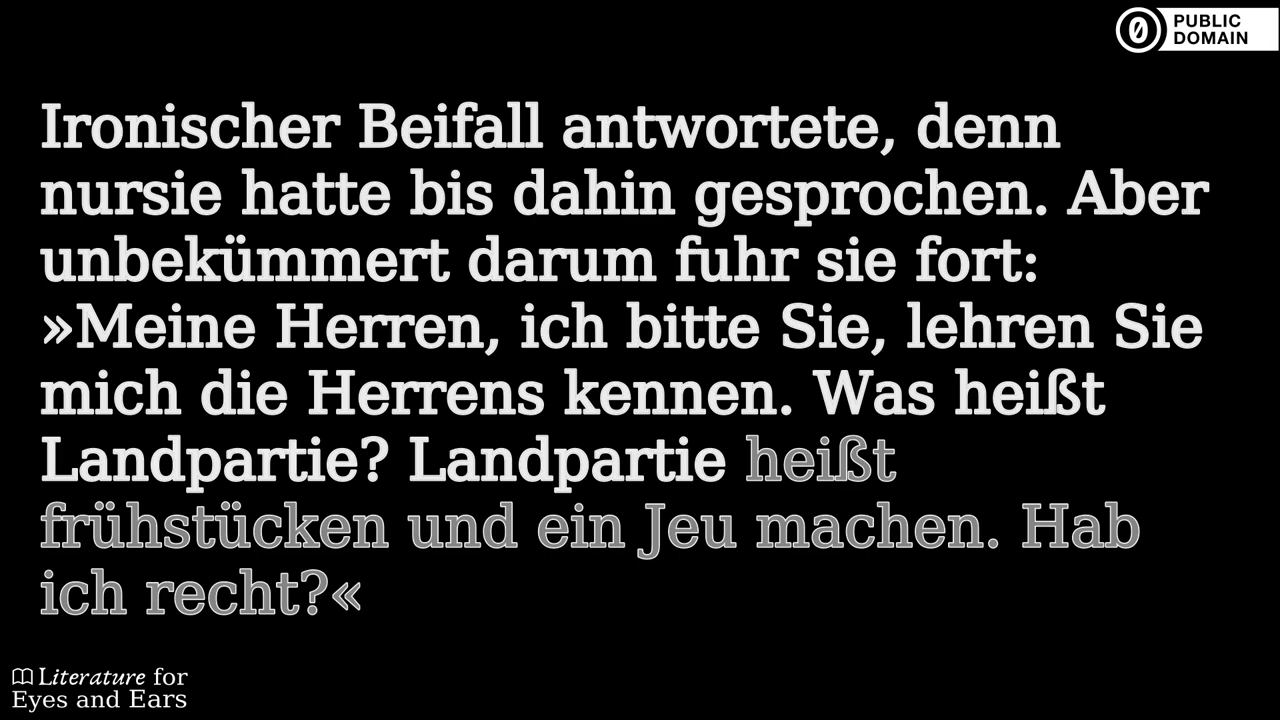 PUBLIC
DOMAIN
Ironischer Beifall antwortete, denn
nursie hatte bis dahin gesprochen. Aber
unbekümmert darum fuhr sie fort:
»Meine Herren, ich bitte Sie, lehren Sie
mich die Herrens kennen. Was heißt
Landpartie? Landpartie heißt
frühstücken und ein Jeu machen. Hab
ich recht?«
Literature for
Eyes and Ears